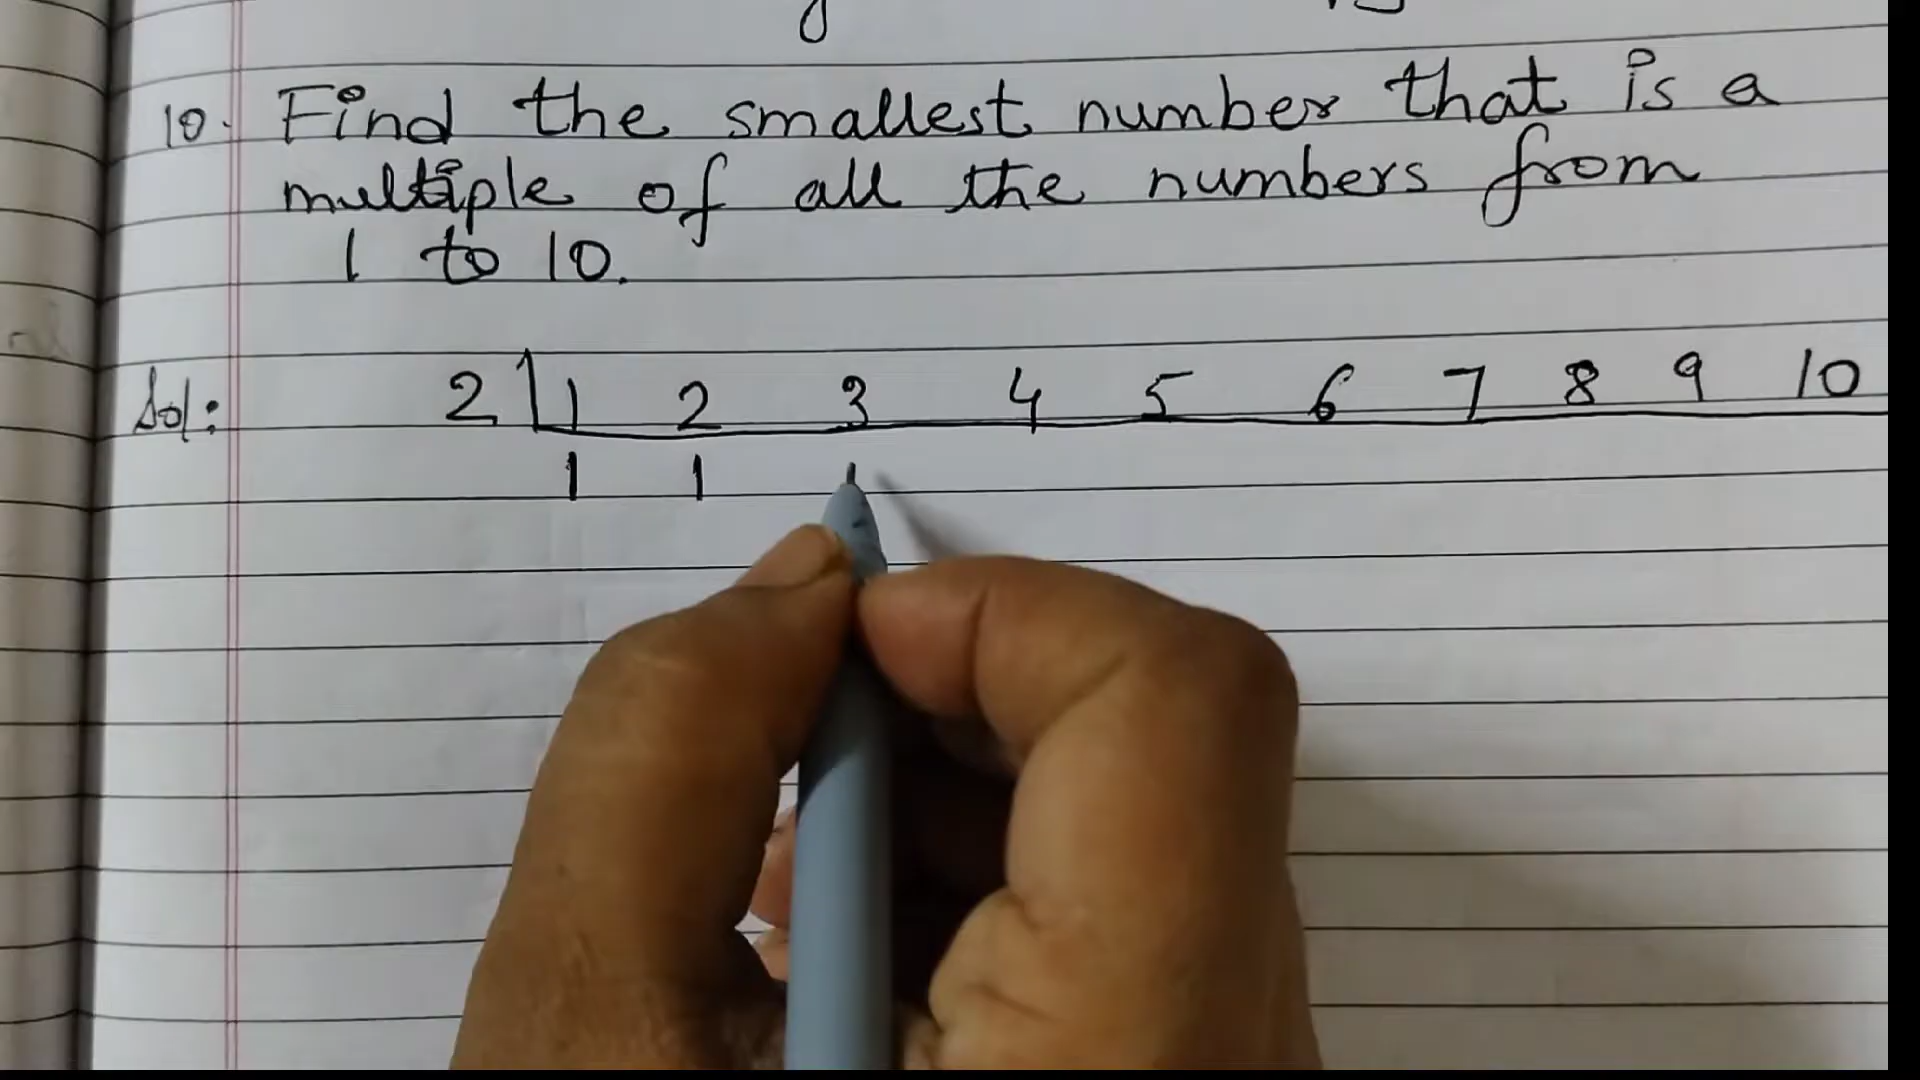 10. Find the smallest number that is a
multiple of all the numbers from
1 to 10.
Sol: 2 1 2 3 4 5 6 7 8 9 10
1 1